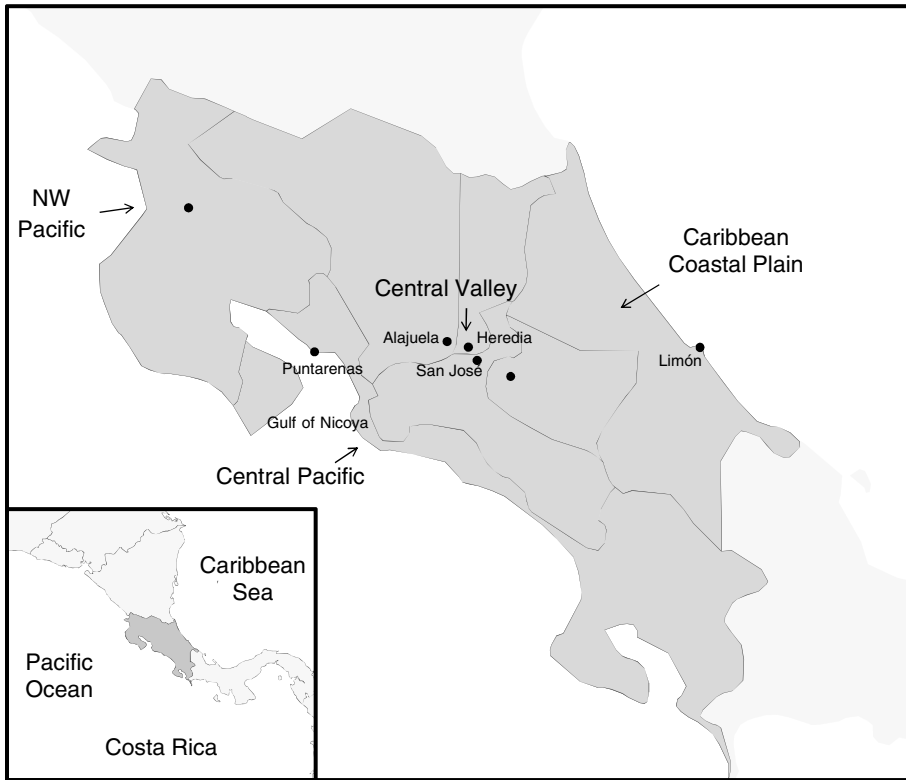 NW
Pacific
Caribbean
Coastal Plain
Central Valley
Alajuela
Heredia
Puntarenas
San José
Limón
Gulf of Nicoya
Central Pacific
Caribbean
Sea
Pacific
Ocean
Costa Rica